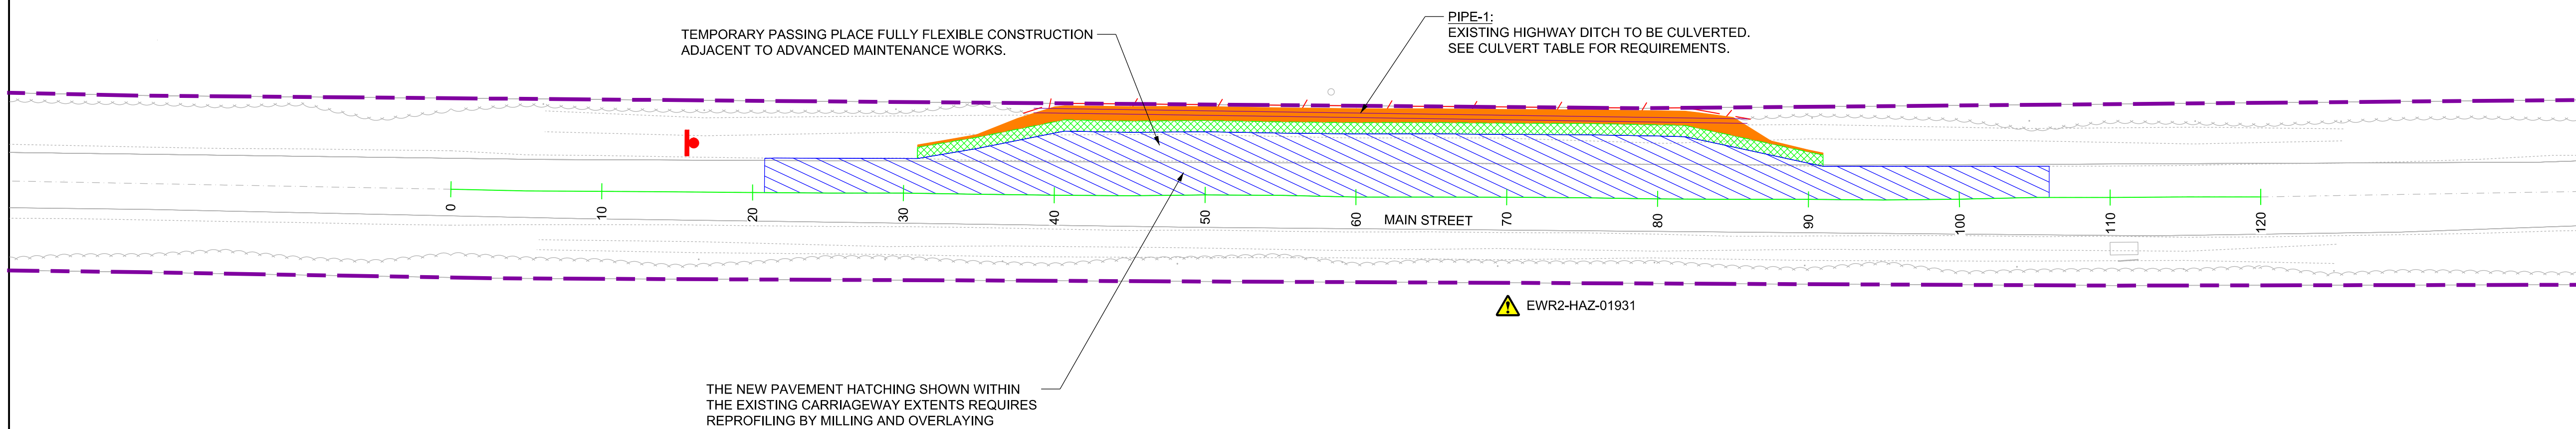 TEMPORARY PASSING PLACE FULLY FLEXIBLE CONSTRUCTION
ADJACENT TO ADVANCED MAINTENANCE WORKS.
PIPE-1:
EXISTING HIGHWAY DITCH TO BE CULVERTED.
SEE CULVERT TABLE FOR REQUIREMENTS.
0
10
20
30
40
50
60
70
80
90
100
110
120
MAIN STREET
EWR2-HAZ-01931
THE NEW PAVEMENT HATCHING SHOWN WITHIN
THE EXISTING CARRIAGEWAY EXTENTS REQUIRES
REPROFILING BY MILLING AND OVERLAYING